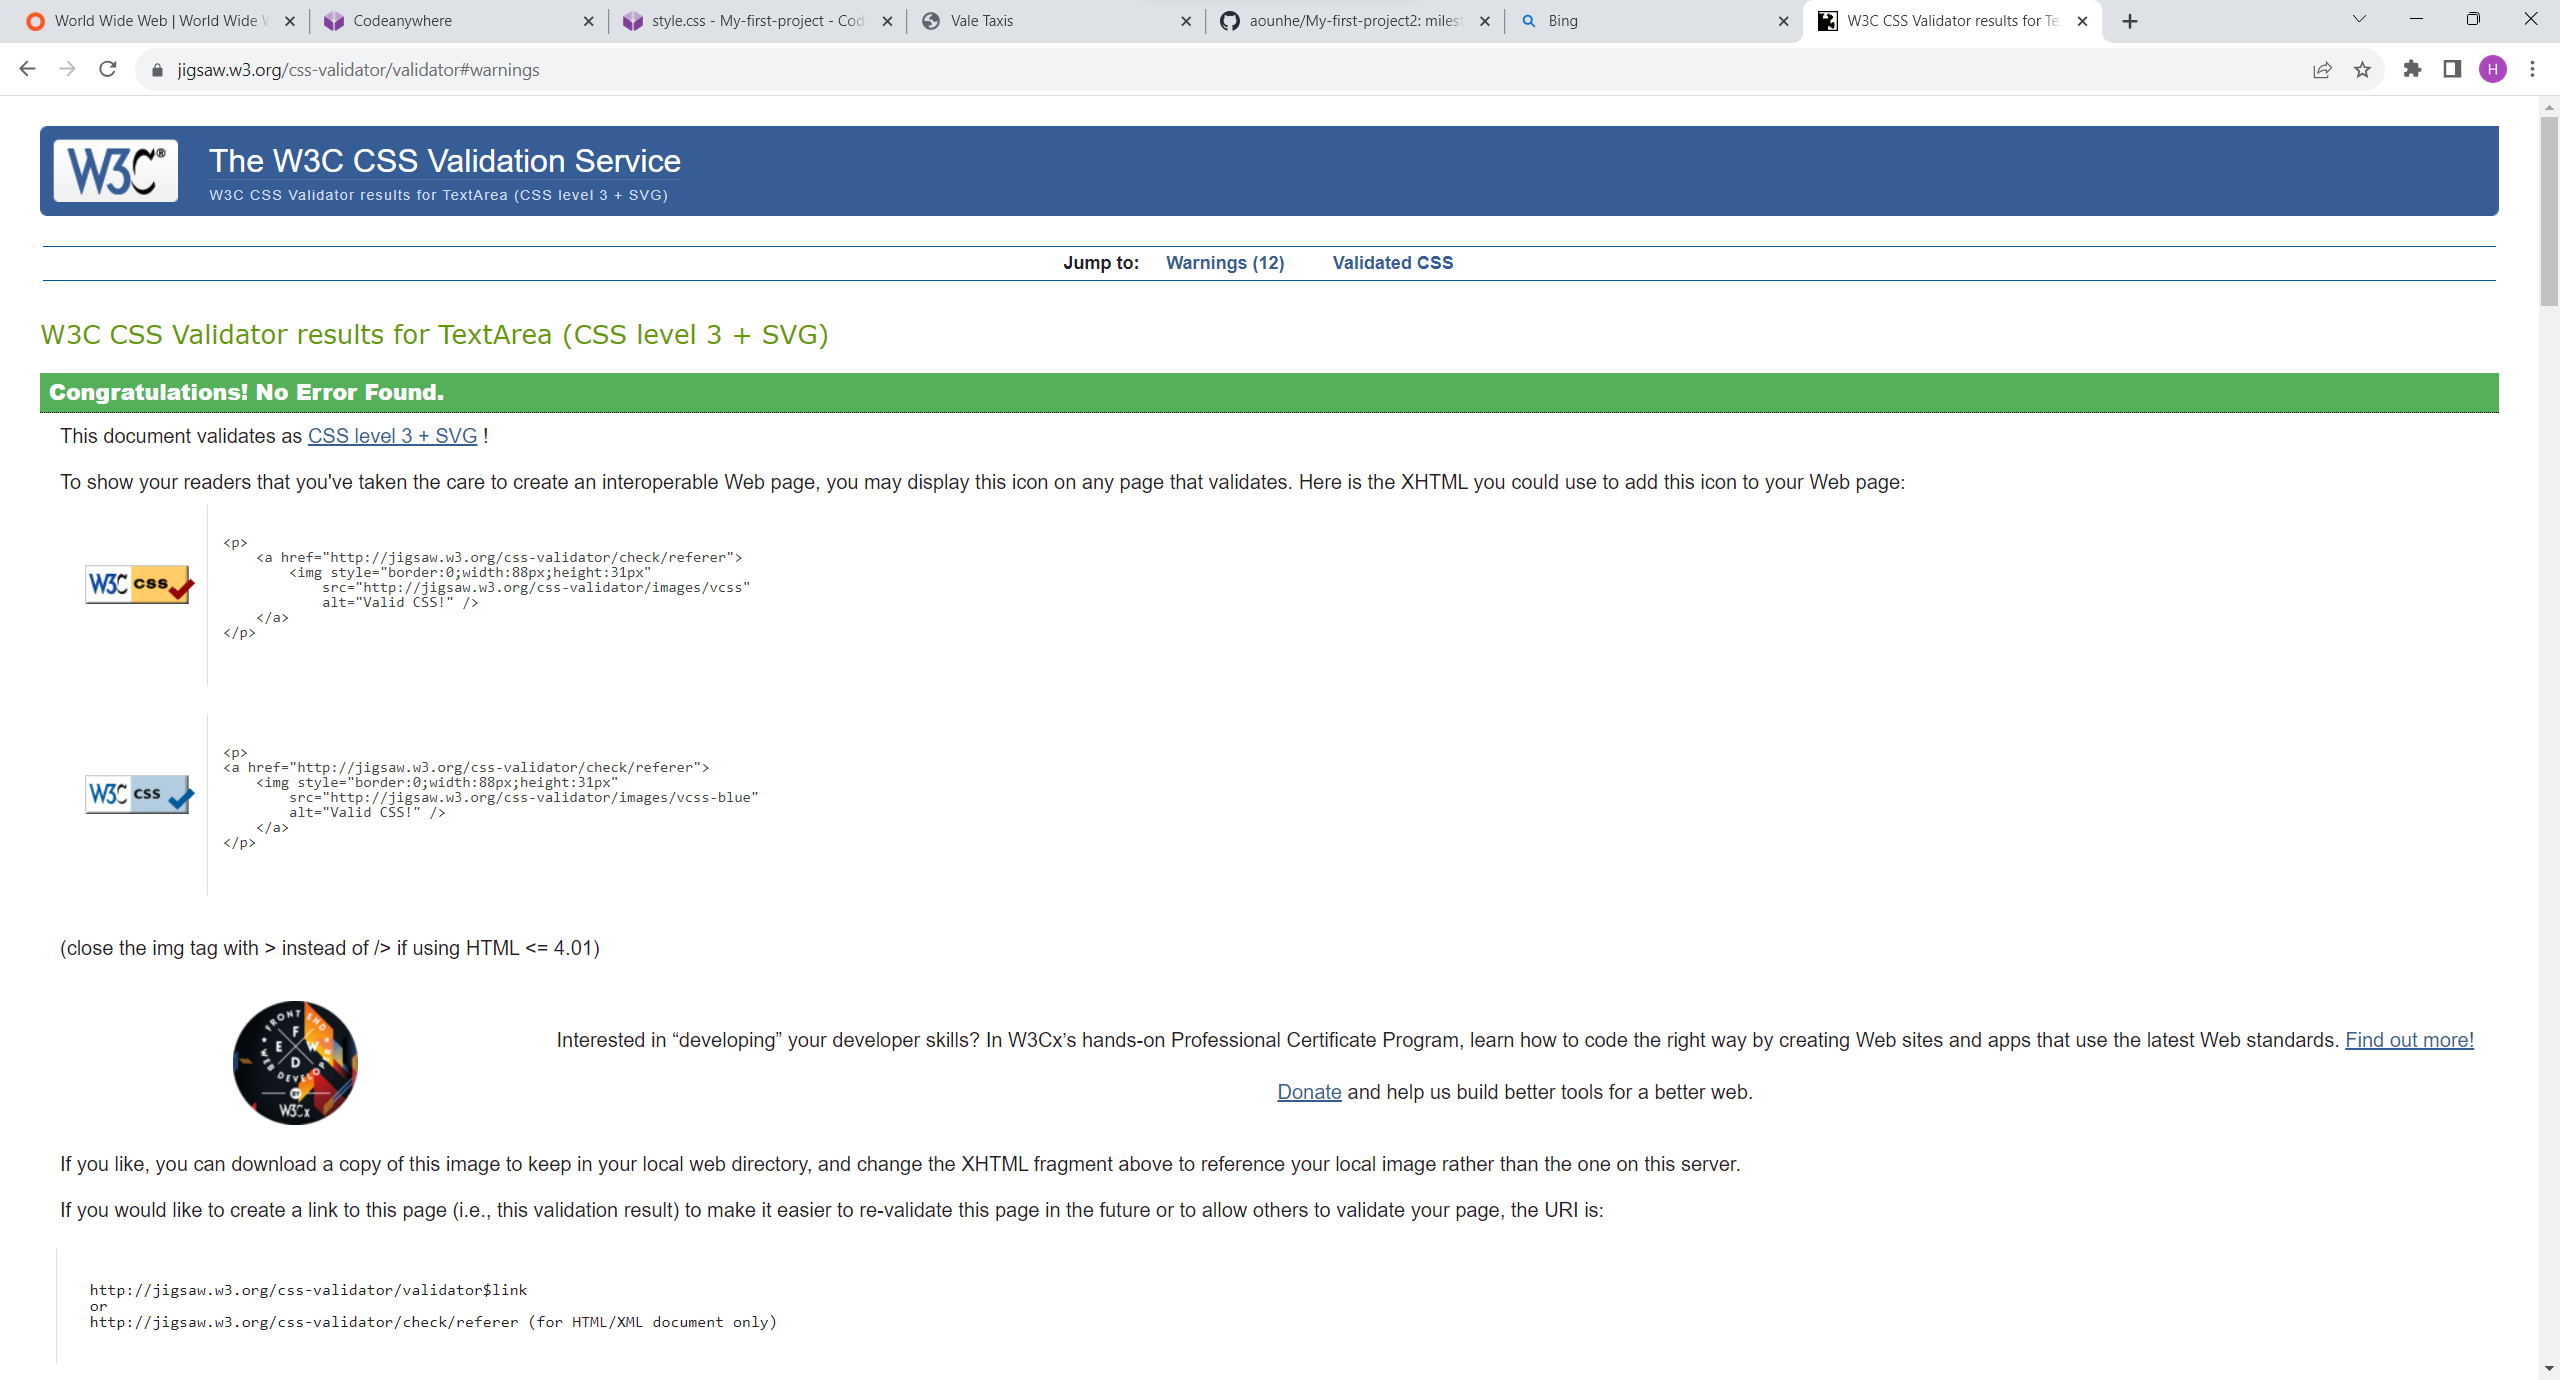 World Wide Web | World Wide
Codeanywhere
style.css - My-first-project - Cod
Vale Taxis
aounhe/My-first-project2: milest
Bing
W3C CSS Validator results for Te
jigsaw.w3.org/css-validator/validator#warnings
H
W3C®
The W3C CSS Validation Service
W3C CSS Validator results for TextArea (CSS level 3 + SVG)
Jump to: Warnings (12) Validated CSS
W3C CSS Validator results for TextArea (CSS level 3 + SVG)
Congratulations! No Error Found.
This document validates as CSS level 3 + SVG !
To show your readers that you've taken the care to create an interoperable Web page, you may display this icon on any page that validates. Here is the XHTML you could use to add this icon to your Web page:
W3C css
<p>
<a href="http://jigsaw.w3.org/css-validator/check/referer">
<img style="border:0;width:88px;height:31px"
src="http://jigsaw.w3.org/css-validator/images/vcss"
alt="Valid CSS!" />
</a>
</p>
W3C css
<p>
<a href="http://jigsaw.w3.org/css-validator/check/referer">
<img style="border:0;width:88px;height:31px"
src="http://jigsaw.w3.org/css-validator/images/vcss-blue"
alt="Valid CSS!" />
</a>
</p>
(close the img tag with > instead of /> if using HTML <= 4.01)
FRONT END
F
E W
D
WEB DEVELOPER
BY
W3Cx
Interested in “developing” your developer skills? In W3Cx’s hands-on Professional Certificate Program, learn how to code the right way by creating Web sites and apps that use the latest Web standards. Find out more!
Donate and help us build better tools for a better web.
If you like, you can download a copy of this image to keep in your local web directory, and change the XHTML fragment above to reference your local image rather than the one on this server.
If you would like to create a link to this page (i.e., this validation result) to make it easier to re-validate this page in the future or to allow others to validate your page, the URI is:
http://jigsaw.w3.org/css-validator/validator$link
or
http://jigsaw.w3.org/css-validator/check/referer (for HTML/XML document only)